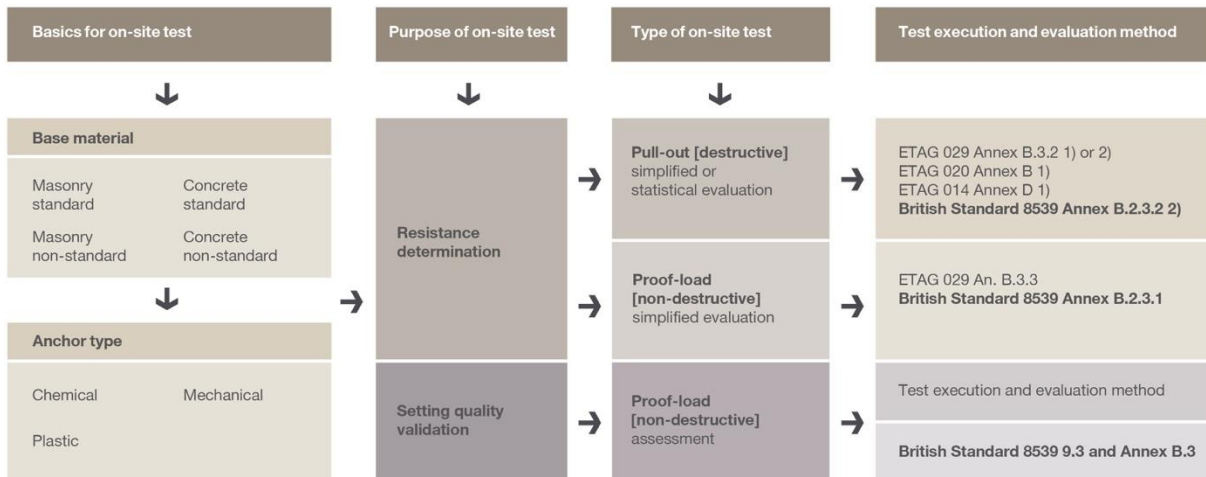 Basics for on-site test
Purpose of on-site test
Type of on-site test
Test execution and evaluation method
Base material
Masonry
standard
Concrete
standard
Masonry
non-standard
Concrete
non-standard
Anchor type
Chemical
Mechanical
Plastic
Resistance
determination
Setting quality
validation
Pull-out [destructive]
simplified or
statistical evaluation
Proof-load
[non-destructive]
simplified evaluation
Proof-load
[non-destructive]
assessment
ETAG 029 Annex B.3.2 1) or 2)
ETAG 020 Annex B 1)
ETAG 014 Annex D 1)
British Standard 8539 Annex B.2.3.2 2)
ETAG 029 An. B.3.3
British Standard 8539 Annex B.2.3.1
Test execution and evaluation method
British Standard 8539 9.3 and Annex B.3